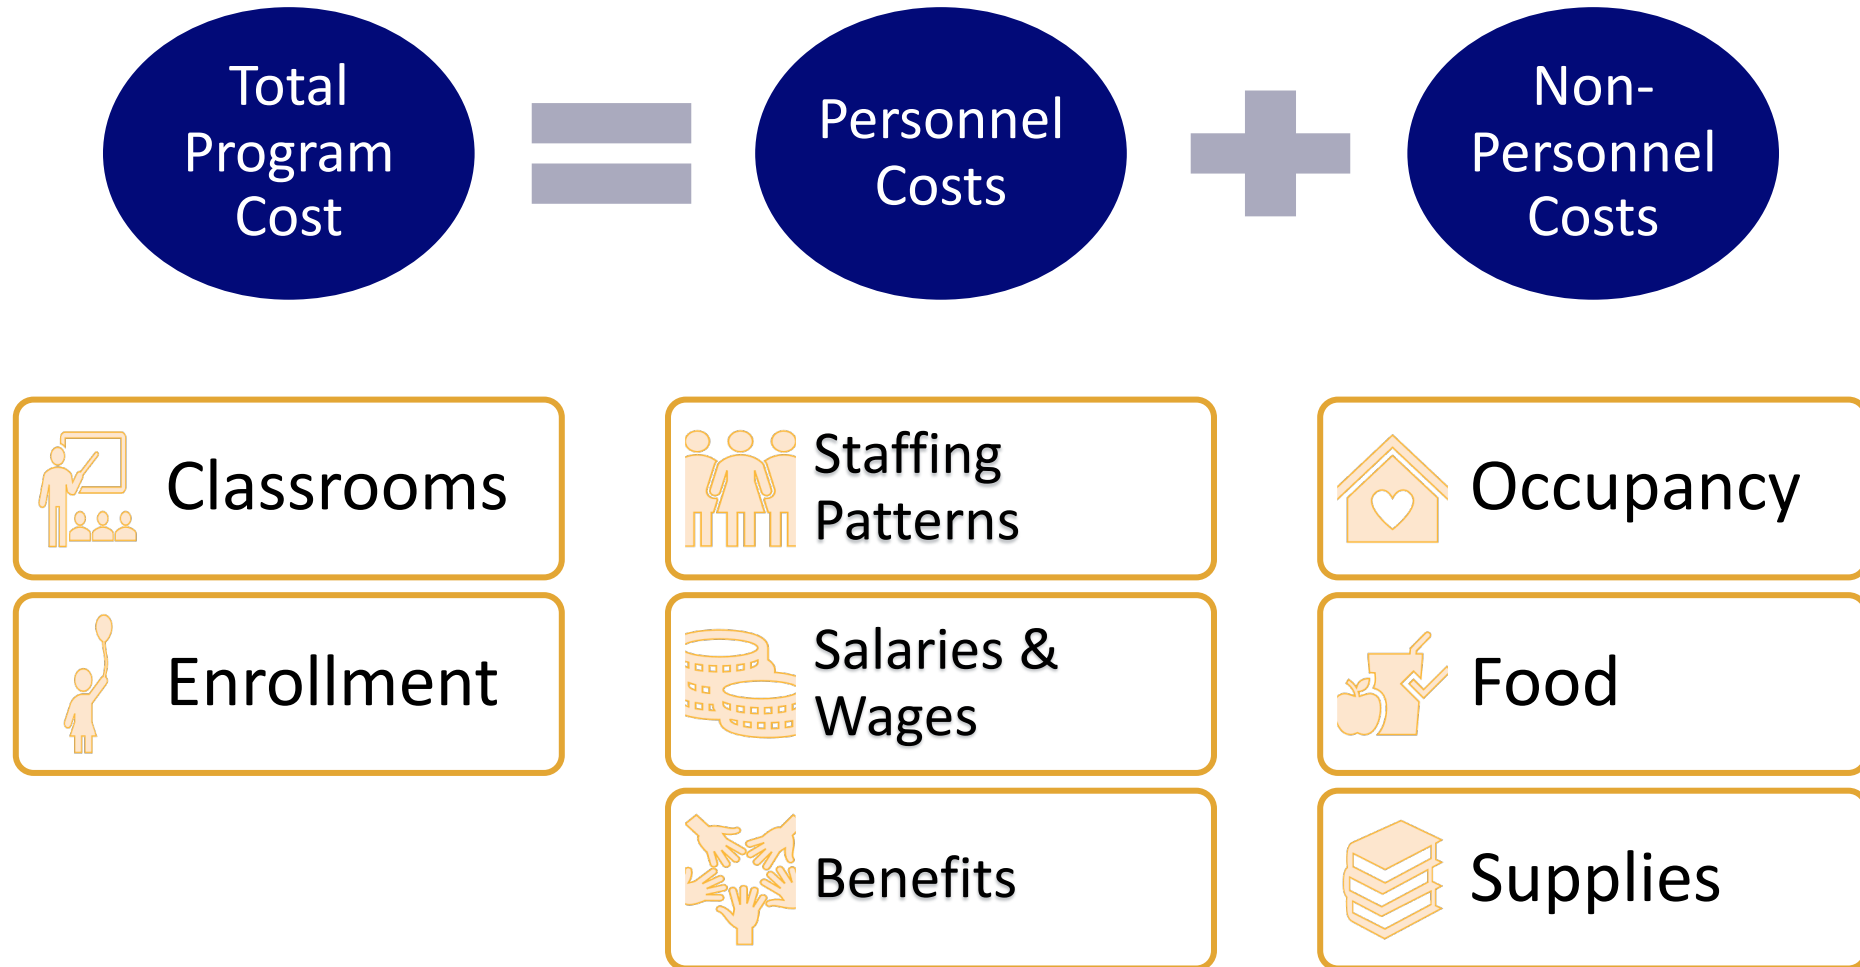 Total
Program
Cost
Personnel
Costs
Non-
Personnel
Costs
Classrooms
Enrollment
Staffing
Patterns
Salaries &
Wages
Benefits
Occupancy
Food
Supplies